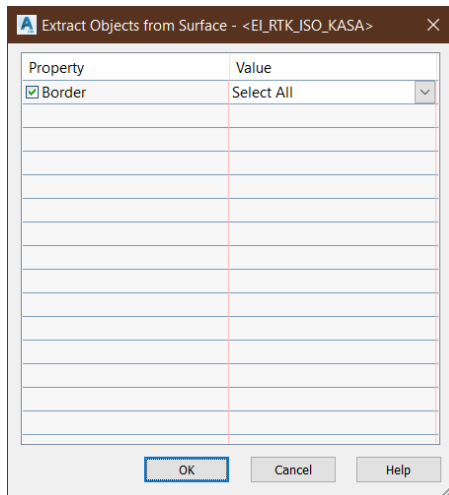 Extract Objects from Surface - <EI_RTK_ISO_KASA>
Property Value
Border Select All
OK Cancel Help